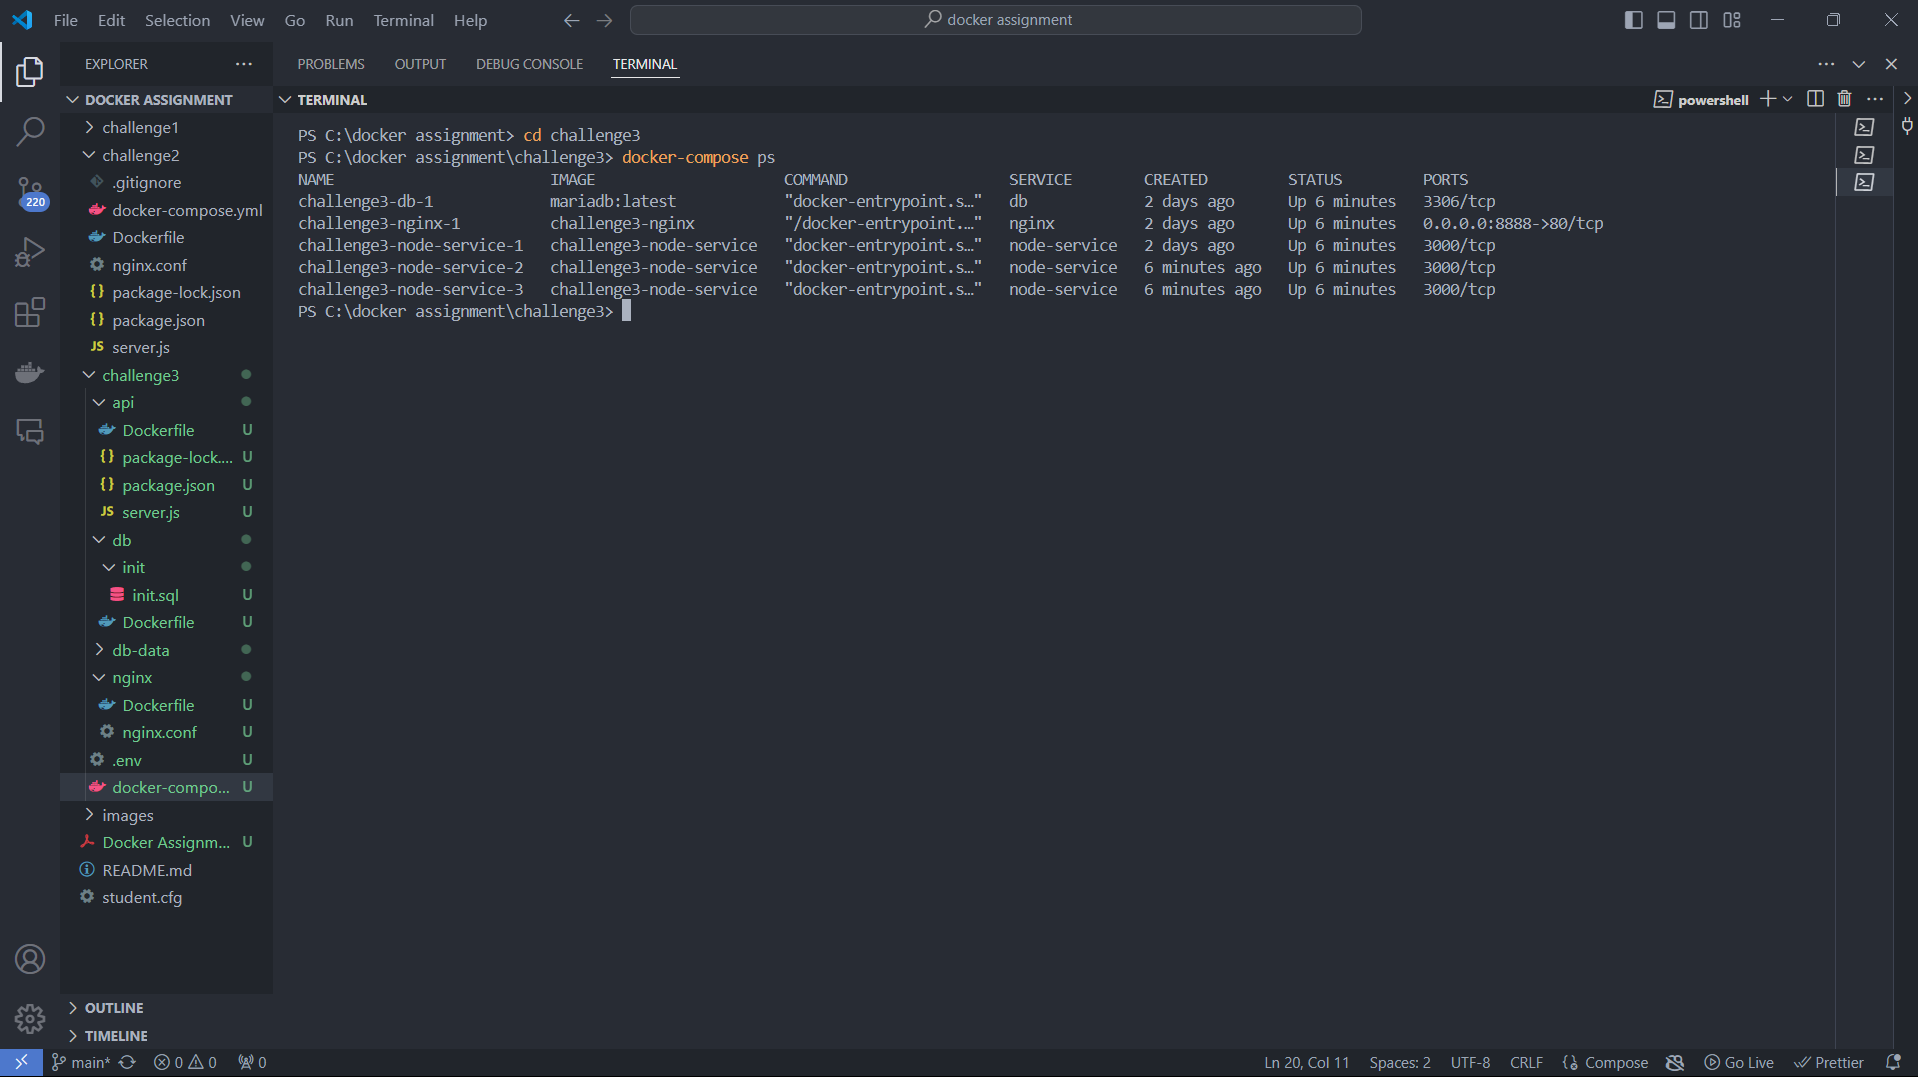 File Edit Selection View Go Run Terminal Help
docker assignment
EXPLORER
PROBLEMS OUTPUT DEBUG CONSOLE TERMINAL
DOCKER ASSIGNMENT
TERMINAL
powershell
challenge1
challenge2
.gitignore
docker-compose.yml
Dockerfile
nginx.conf
package-lock.json
package.json
JS server.js
challenge3
api
Dockerfile U
package-lock.... U
package.json U
JS server.js U
db
init
init.sql U
Dockerfile U
db-data
nginx
Dockerfile U
nginx.conf U
.env U
docker-compo... U
images
Docker Assignm... U
README.md
student.cfg
OUTLINE
TIMELINE
220
PS C:\docker assignment> cd challenge3
PS C:\docker assignment\challenge3> docker-compose ps
NAME IMAGE COMMAND SERVICE CREATED STATUS PORTS
challenge3-db-1 mariadb:latest "docker-entrypoint.s…" db 2 days ago Up 6 minutes 3306/tcp
challenge3-nginx-1 challenge3-nginx "/docker-entrypoint.…" nginx 2 days ago Up 6 minutes 0.0.0.0:8888->80/tcp
challenge3-node-service-1 challenge3-node-service "docker-entrypoint.s…" node-service 2 days ago Up 6 minutes 3000/tcp
challenge3-node-service-2 challenge3-node-service "docker-entrypoint.s…" node-service 6 minutes ago Up 6 minutes 3000/tcp
challenge3-node-service-3 challenge3-node-service "docker-entrypoint.s…" node-service 6 minutes ago Up 6 minutes 3000/tcp
PS C:\docker assignment\challenge3>
main* 0 0 0 Ln 20, Col 11 Spaces: 2 UTF-8 CRLF Compose Go Live Prettier